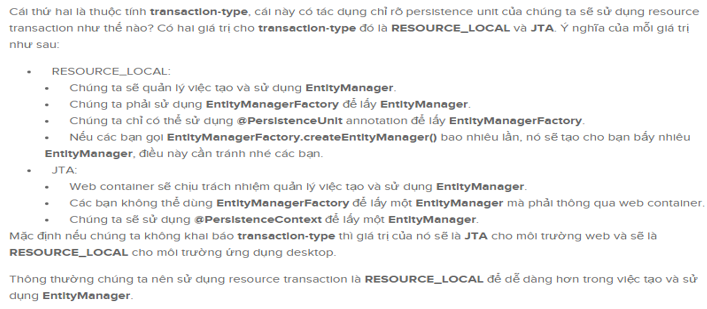 Cái thứ hai là thuộc tính transaction-type, cái này có tác dụng chỉ rõ persistence unit của chúng ta sẽ sử dụng resource
transaction như thế nào? Có hai giá trị cho transaction-type đó là RESOURCE_LOCAL và JTA. Ý nghĩa của mỗi giá trị
như sau:
• RESOURCE_LOCAL:
• Chúng ta sẽ quản lý việc tạo và sử dụng EntityManager.
• Chúng ta phải sử dụng EntityManagerFactory để lấy EntityManager.
• Chúng ta chỉ có thể sử dụng @PersistenceUnit annotation để lấy EntityManagerFactory.
• Nếu các bạn gọi EntityManagerFactory.createEntityManager() bao nhiêu lần, nó sẽ tạo cho bạn bấy nhiêu
EntityManager, điều này cần tránh nhé các bạn.
• JTA:
• Web container sẽ chịu trách nhiệm quản lý việc tạo và sử dụng EntityManager.
• Các bạn không thể dùng EntityManagerFactory để lấy một EntityManager mà phải thông qua web container.
• Chúng ta sẽ sử dụng @PersistenceContext để lấy một EntityManager.
Mặc định nếu chúng ta không khai báo transaction-type thì giá trị của nó sẽ là JTA cho môi trường web và sẽ là
RESOURCE_LOCAL cho môi trường ứng dụng desktop.
Thông thường chúng ta nên sử dụng resource transaction là RESOURCE_LOCAL để dễ dàng hơn trong việc tạo và sử
dụng EntityManager.